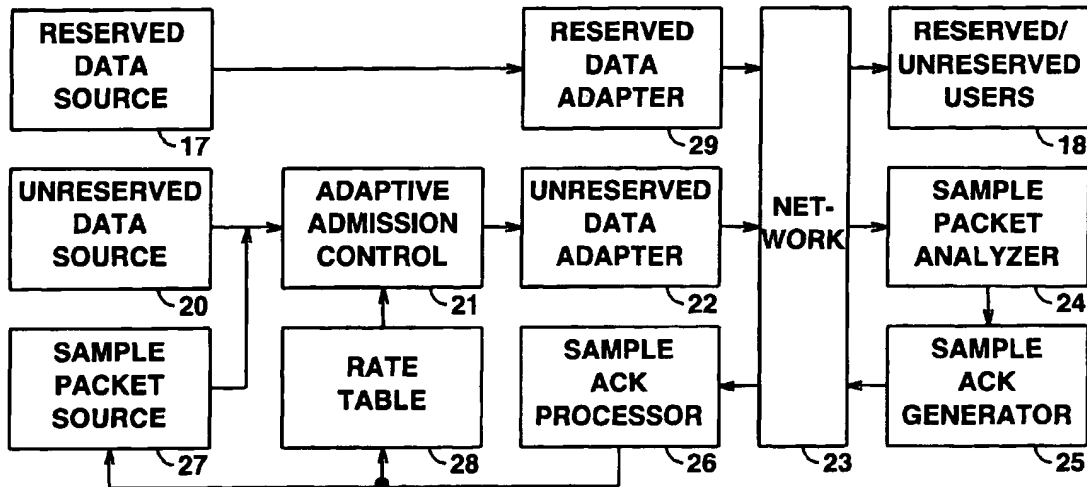 RESERVED
DATA
SOURCE
17
RESERVED
DATA
ADAPTER
29
RESERVED/
UNRESERVED
USERS
18
UNRESERVED
DATA
SOURCE
20
ADAPTIVE
ADMISSION
CONTROL
21
UNRESERVED
DATA
ADAPTER
22
NET-
WORK
23
SAMPLE
PACKET
ANALYZER
24
SAMPLE
PACKET
SOURCE
27
RATE
TABLE
28
SAMPLE
ACK
PROCESSOR
26
SAMPLE
ACK
GENERATOR
25